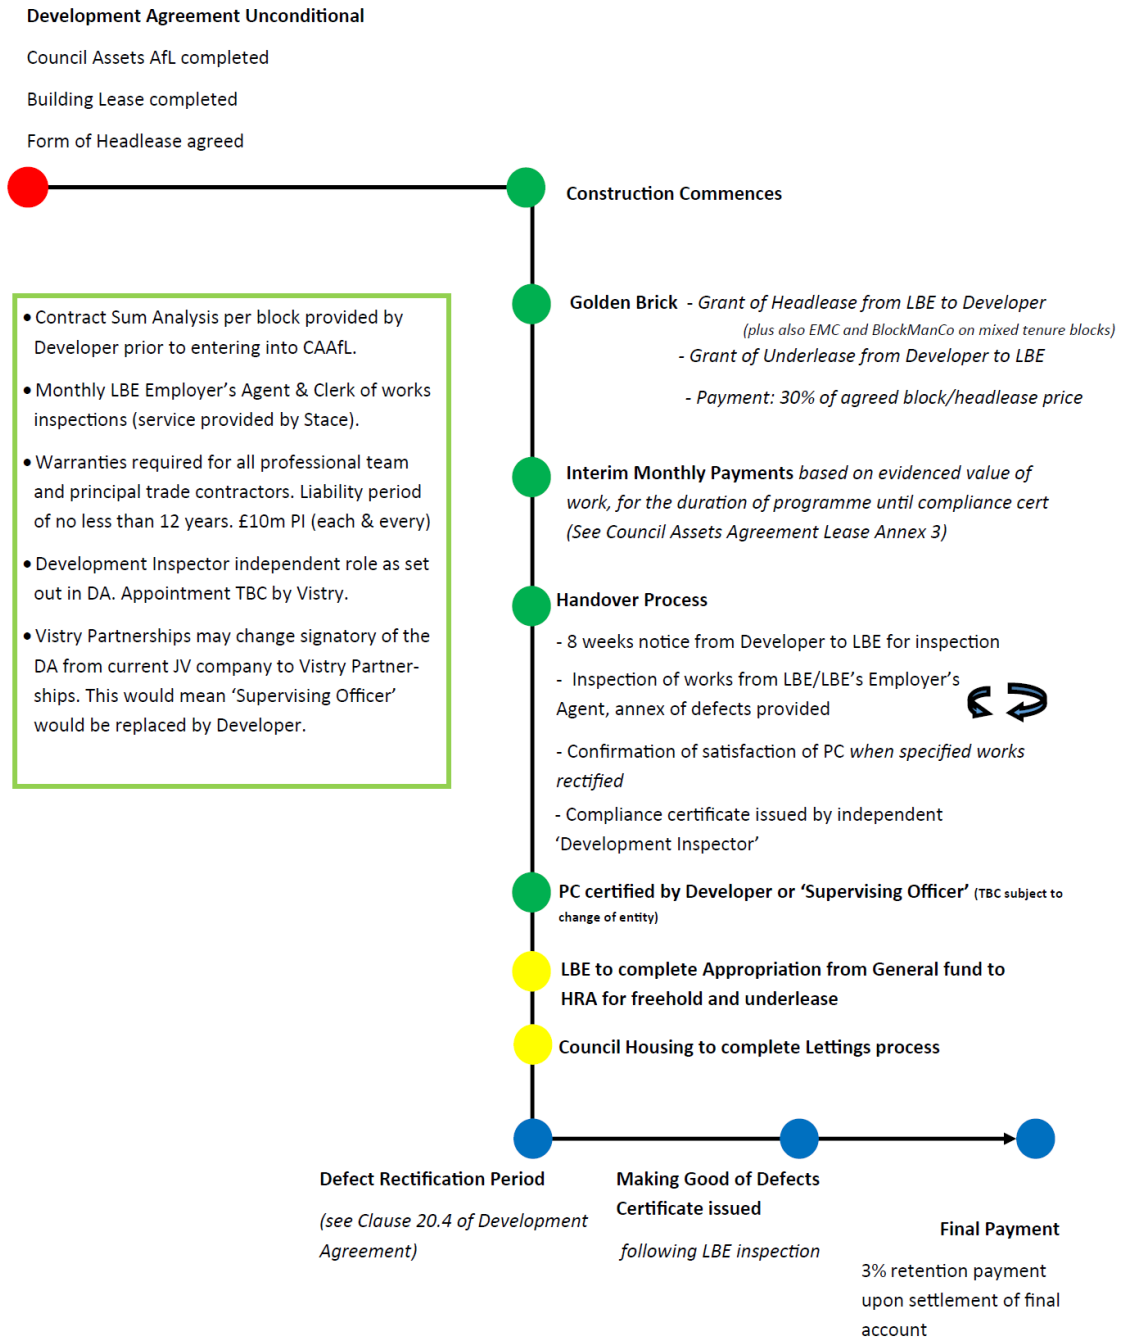 Development Agreement Unconditional
Council Assets AfL completed
Building Lease completed
Form of Headlease agreed
Construction Commences
• Contract Sum Analysis per block provided by
Developer prior to entering into CAAfL.
• Monthly LBE Employer’s Agent & Clerk of works
inspections (service provided by Stace).
• Warranties required for all professional team
and principal trade contractors. Liability period
of no less than 12 years. £10m PI (each & every)
• Development Inspector independent role as set
out in DA. Appointment TBC by Vistry.
• Vistry Partnerships may change signatory of the
DA from current JV company to Vistry Partner-
ships. This would mean ‘Supervising Officer’
would be replaced by Developer.
Golden Brick - Grant of Headlease from LBE to Developer
(plus also EMC and BlockManCo on mixed tenure blocks)
- Grant of Underlease from Developer to LBE
- Payment: 30% of agreed block/headlease price
Interim Monthly Payments based on evidenced value of
work, for the duration of programme until compliance cert
(See Council Assets Agreement Lease Annex 3)
Handover Process
- 8 weeks notice from Developer to LBE for inspection
- Inspection of works from LBE/LBE’s Employer’s
Agent, annex of defects provided
- Confirmation of satisfaction of PC when specified works
rectified
- Compliance certificate issued by independent
‘Development Inspector’
PC certified by Developer or ‘Supervising Officer’ (TBC subject to
change of entity)
LBE to complete Appropriation from General fund to
HRA for freehold and underlease
Council Housing to complete Lettings process
Defect Rectification Period
(see Clause 20.4 of Development
Agreement)
Making Good of Defects
Certificate issued
following LBE inspection
Final Payment
3% retention payment
upon settlement of final
account